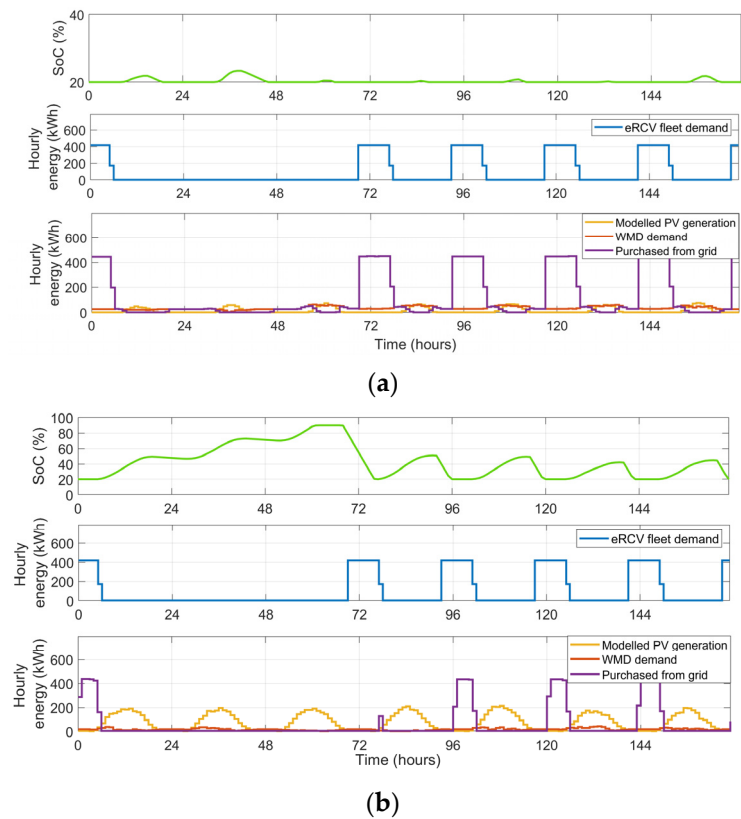 40
SoC (%)
20
0 24 48 72 96 120 144
Hourly
energy (kWh)
600
400
200
0
eRCV fleet demand
0 24 48 72 96 120 144
Hourly
energy (kWh)
600
400
200
0
Modelled PV generation
WMD demand
Purchased from grid
0 24 48 72 96 120 144
Time (hours)
(a)
SoC (%)
100
80
60
40
20
0
0 24 48 72 96 120 144
Hourly
energy (kWh)
600
400
200
0
eRCV fleet demand
0 24 48 72 96 120 144
Hourly
energy (kWh)
600
400
200
0
Modelled PV generation
WMD demand
Purchased from grid
0 24 48 72 96 120 144
Time (hours)
(b)